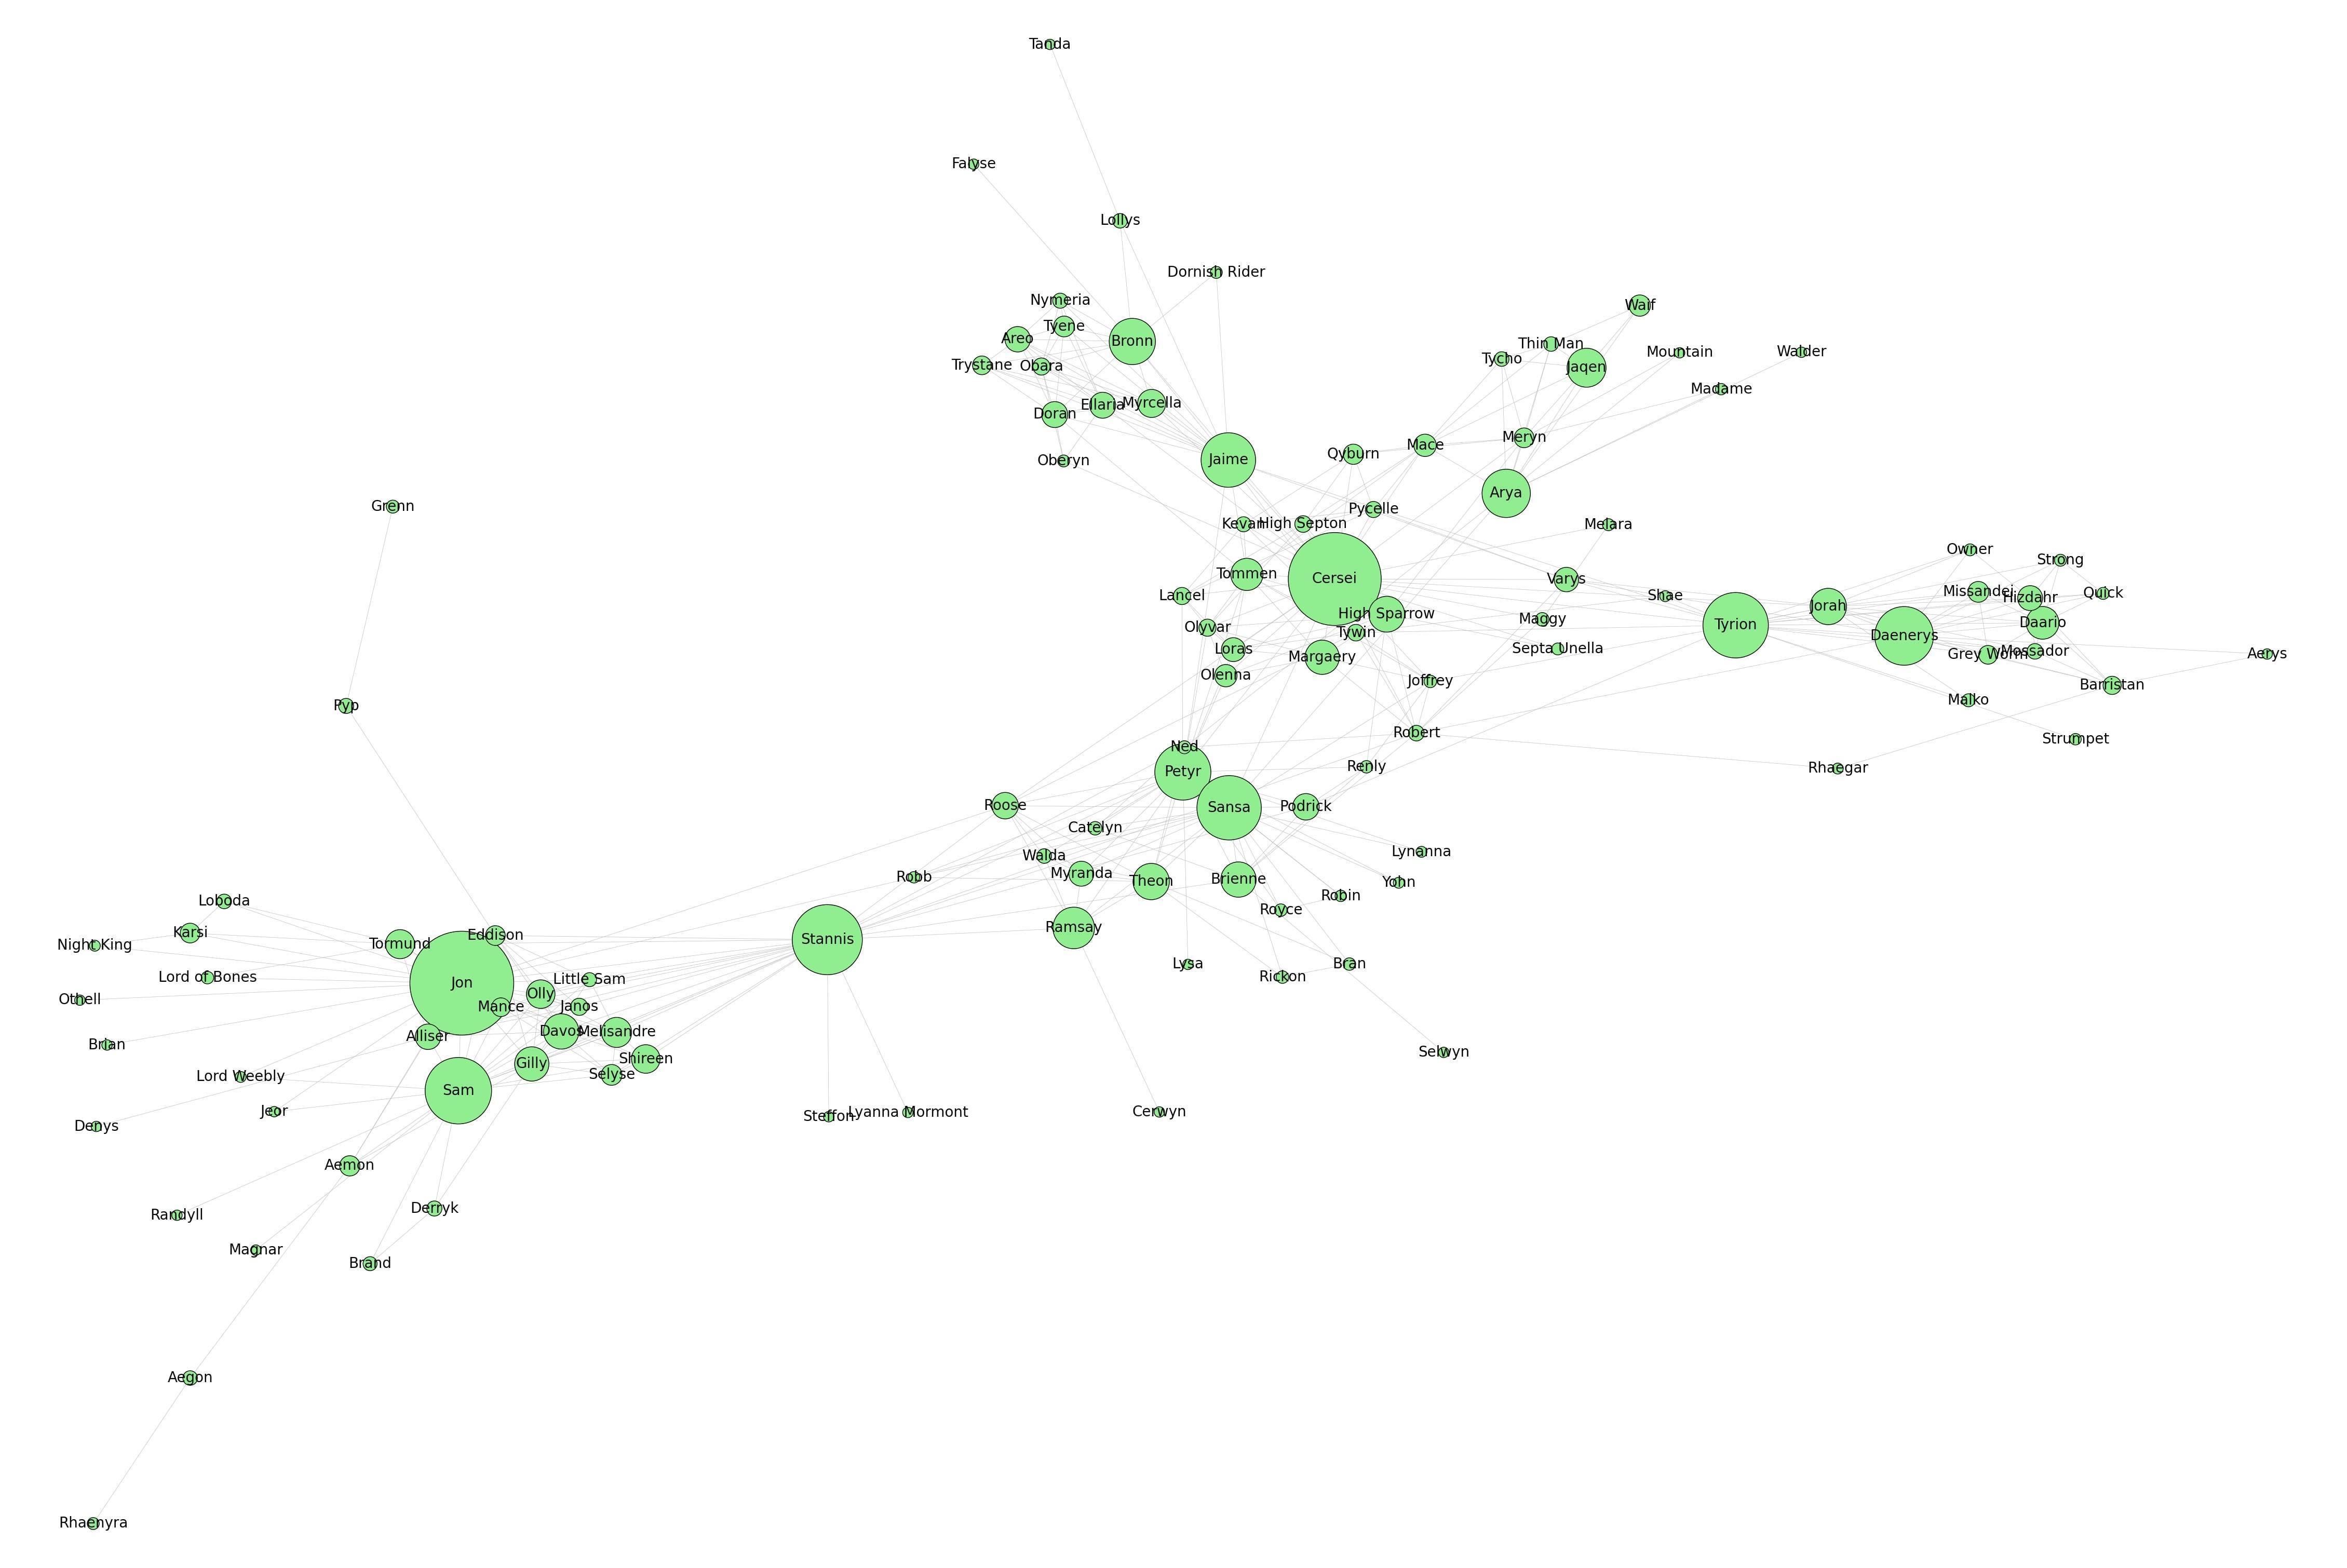 Tanda
Falyse
Lollys
Dornish Rider
Nymeria
Waif
Tyene
Areo
Bronn
Thin Man
Mountain
Walder
Tycho
Trystane
Obara
Jaqen
Madame
Ellaria
Myrcella
Doran
Meryn
Mace
Qyburn
Jaime
Oberyn
Arya
Grenn
Pycelle
Kevan
High Septon
Melara
Owner
Strong
Tommen
Cersei
Varys
Missandei
Quick
Lancel
Shae
Hizdahr
Jorah
High Sparrow
Maggy
Daario
Olyvar
Tywin
Tyrion
Daenerys
Loras
Septa Unella
Mossador
Grey Worm
Aerys
Margaery
Olenna
Joffrey
Barristan
Malko
Pyp
Robert
Strumpet
Ned
Renly
Rhaegar
Petyr
Roose
Sansa
Podrick
Catelyn
Lynanna
Walda
Myranda
Robb
Theon
Brienne
Yohn
Robin
Loboda
Royce
Ramsay
Karsi
Eddison
Stannis
Night King
Tormund
Lysa
Bran
Lord of Bones
Rickon
Little Sam
Jon
Olly
Othell
Mance
Janos
Davos
Melisandre
Alliser
Brian
Selwyn
Shireen
Gilly
Selyse
Lord Weebly
Sam
Jeor
Steffon
Lyanna Mormont
Cerwyn
Denys
Aemon
Derryk
Randyll
Magnar
Brand
Aegon
Rhaenyra